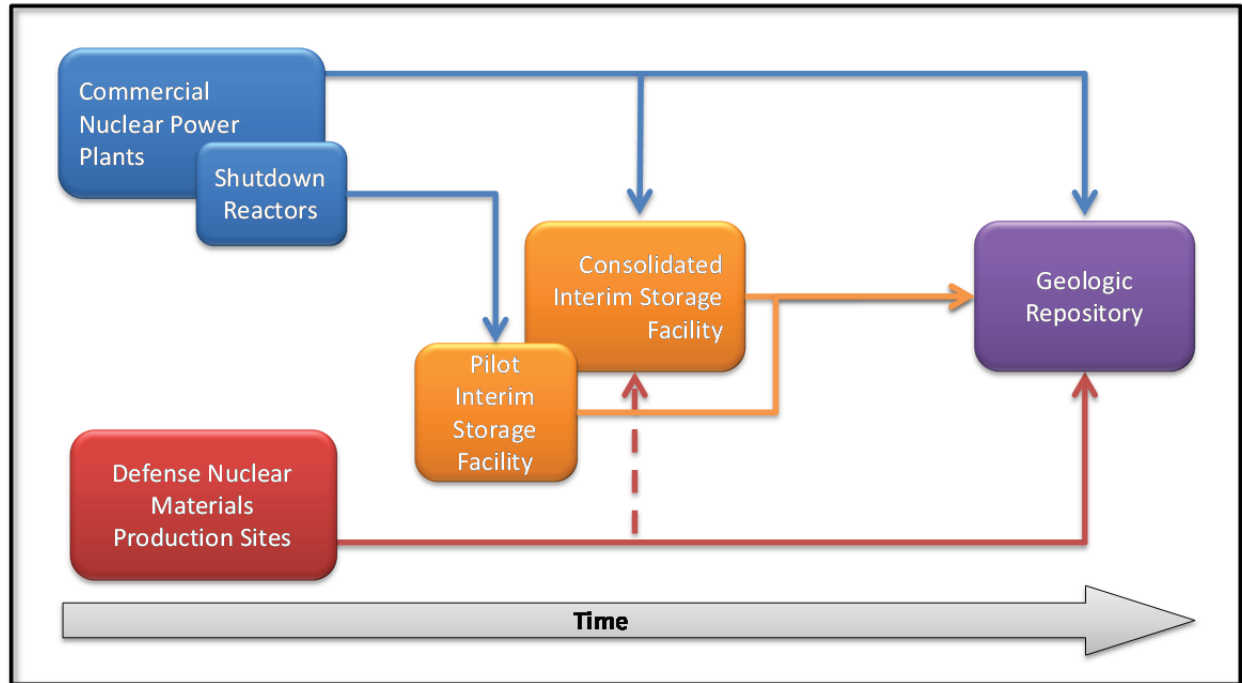 Commercial
Nuclear Power
Plants
Shutdown
Reactors
Consolidated
Interim Storage
Facility
Geologic
Repository
Pilot
Interim
Storage
Facility
Defense Nuclear
Materials
Production Sites
Time